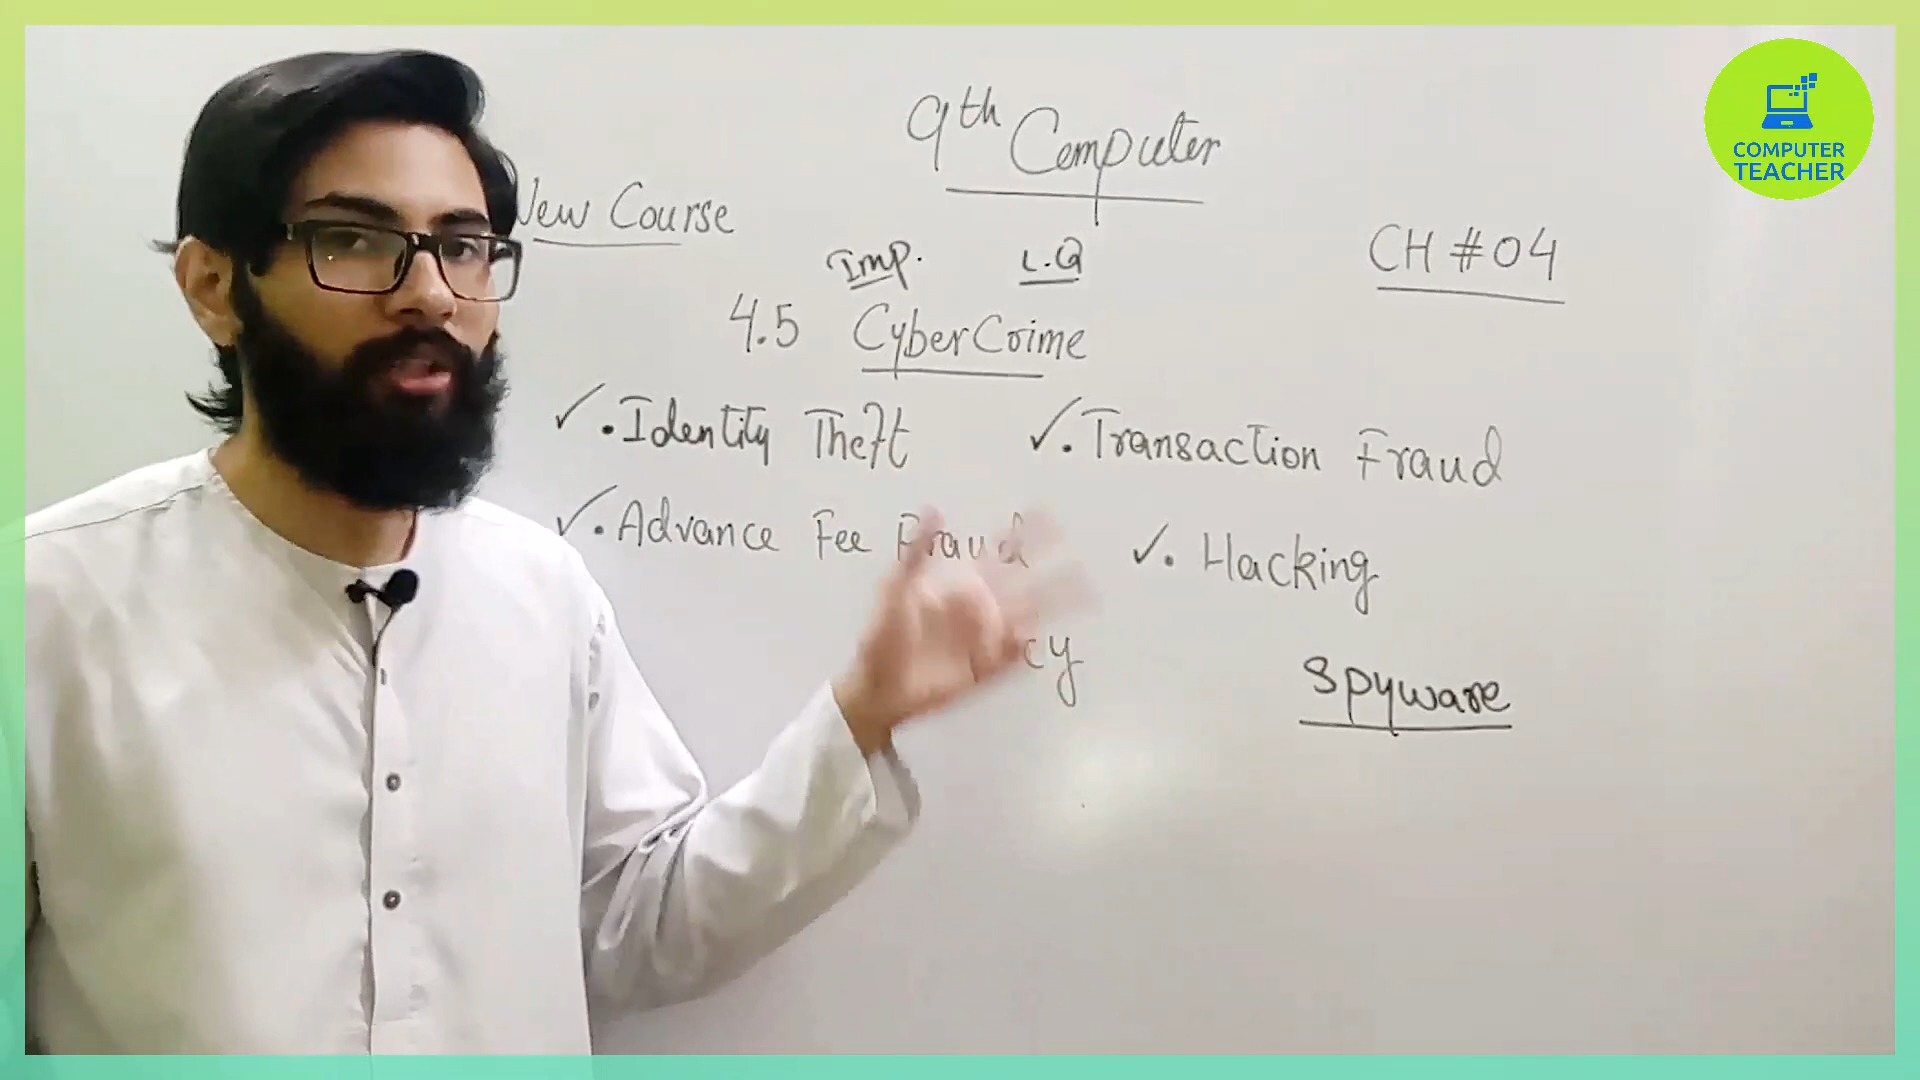 9th Computer
COMPUTER
TEACHER
New Course
CH #04
Imp. L.Q
4.5 CyberCrime
✓. Identity Theft ✓. Transaction Fraud
✓. Advance Fee Fraud ✓. Hacking
Spyware